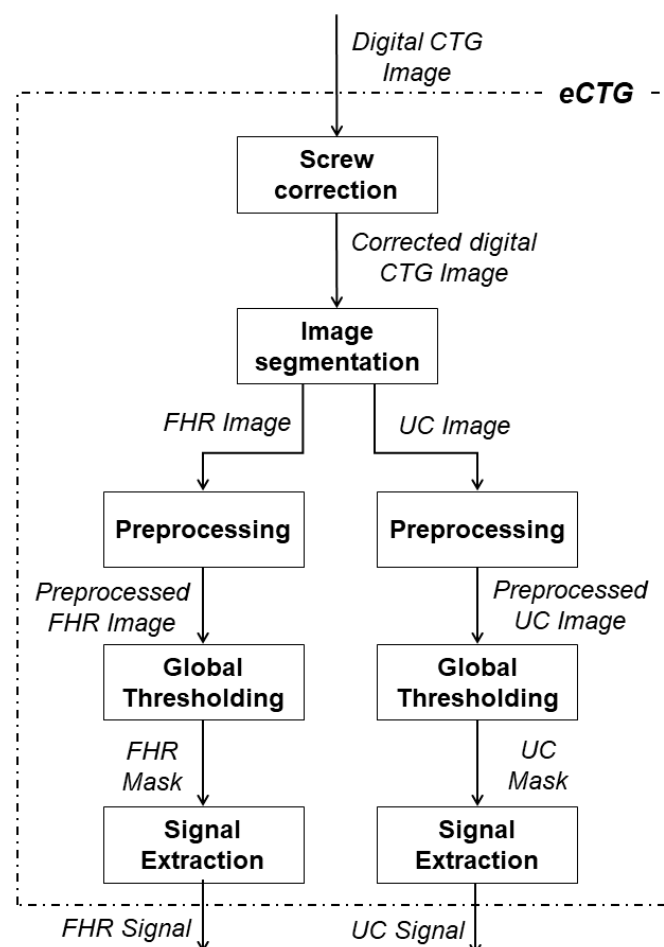 Digital CTG
Image
eCTG
Screw
correction
Corrected digital
CTG Image
Image
segmentation
FHR Image
UC Image
Preprocessing
Preprocessing
Preprocessed
FHR Image
Preprocessed
UC Image
Global
Thresholding
Global
Thresholding
FHR
Mask
UC
Mask
Signal
Extraction
Signal
Extraction
FHR Signal
UC Signal